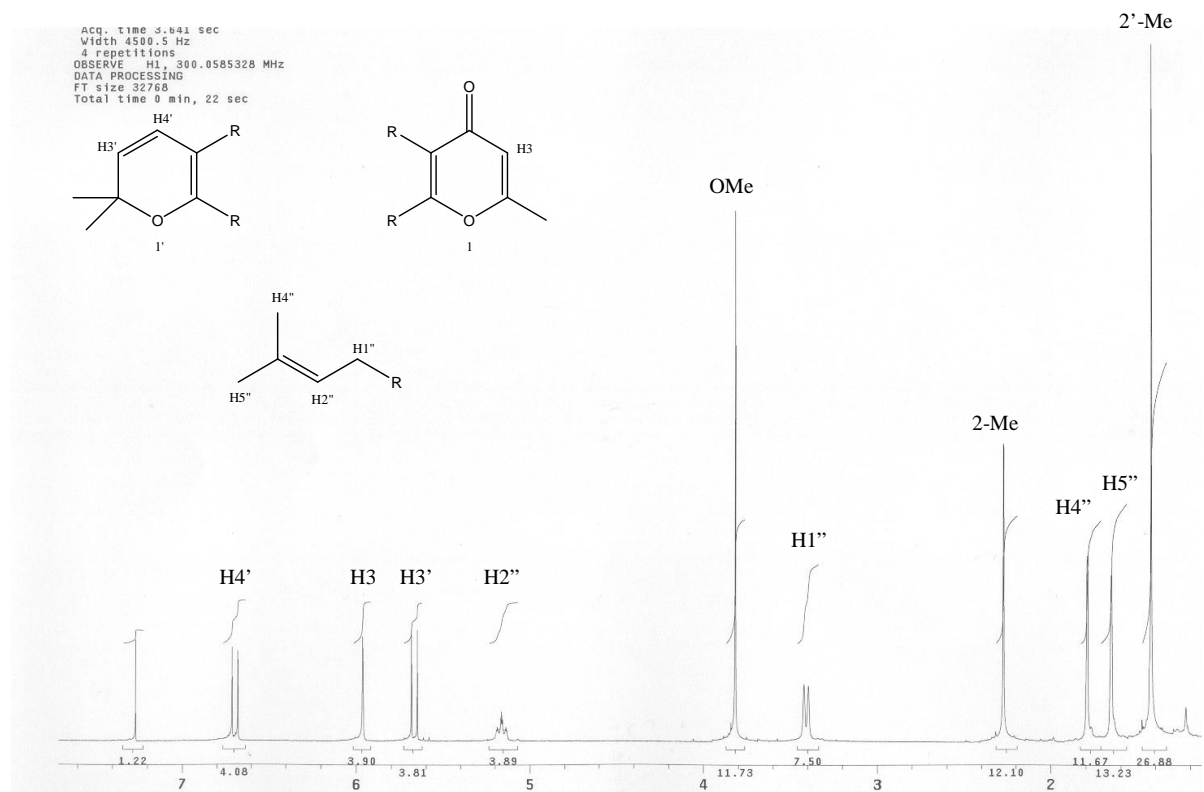 Acq. time 3.641 sec
Width 4500.5 Hz
4 repetitions
OBSERVE H1, 300.0585328 MHz
DATA PROCESSING
FT size 32768
Total time 0 min, 22 sec
2’-Me
H4'
H3'
R
R
O
1'
O
R
H3
R
O
1
OMe
H4"
H1"
R
H5"
H2"
2-Me
H4”
H5”
H1”
H4’
H3
H3’
H2”
1.22
4.08
3.90
3.81
3.89
11.73
7.50
12.10
11.67
13.23
26.88
7
6
5
4
3
2